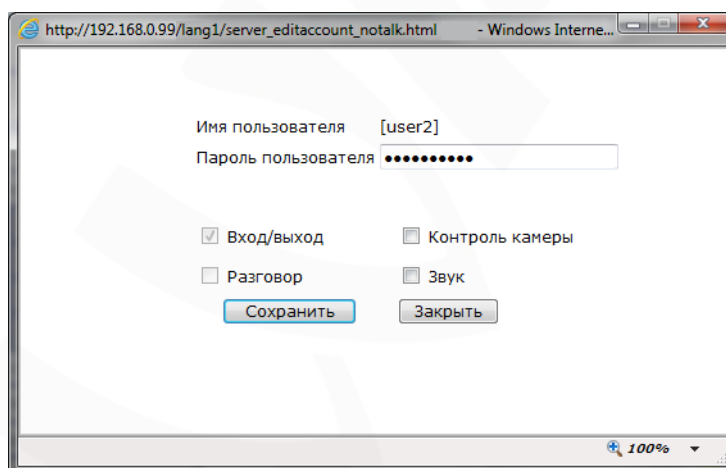 http://192.168.0.99/lang1/server_editaccount_notalk.html - Windows Interne...
Имя пользователя [user2]
Пароль пользователя ••••••••••
Вход/выход Контроль камеры
Разговор Звук
Сохранить Закрыть
100%